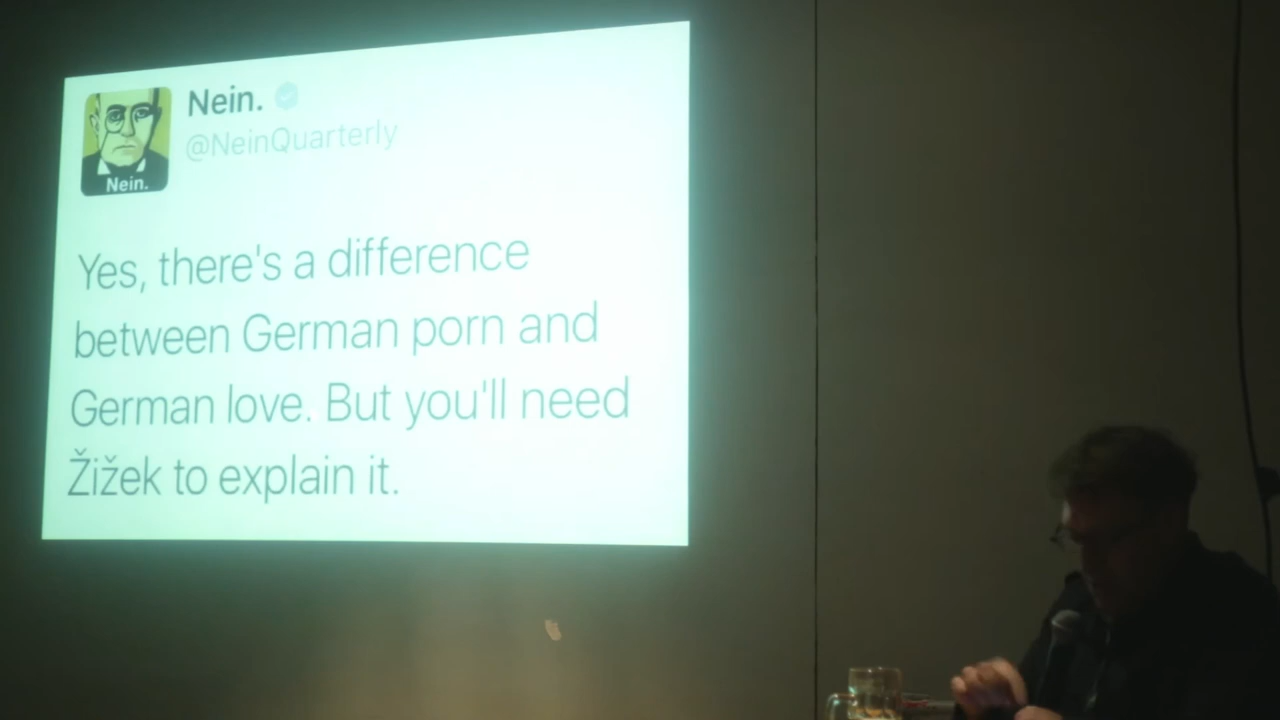 Nein.
@NeinQuarterly
Nein.
Yes, there's a difference
between German porn and
German love. But you'll need
Žižek to explain it.